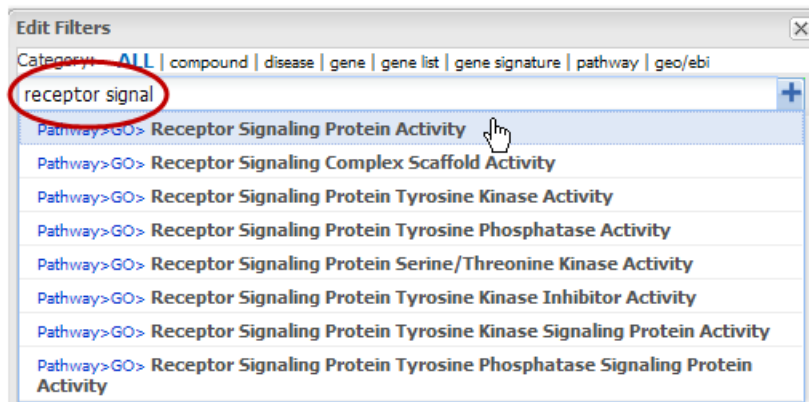 Edit Filters
Category: ALL | compound | disease | gene | gene list | gene signature | pathway | geo/ebi
receptor signal
Pathway>GO> Receptor Signaling Protein Activity
Pathway>GO> Receptor Signaling Complex Scaffold Activity
Pathway>GO> Receptor Signaling Protein Tyrosine Kinase Activity
Pathway>GO> Receptor Signaling Protein Tyrosine Phosphatase Activity
Pathway>GO> Receptor Signaling Protein Serine/Threonine Kinase Activity
Pathway>GO> Receptor Signaling Protein Tyrosine Kinase Inhibitor Activity
Pathway>GO> Receptor Signaling Protein Tyrosine Kinase Signaling Protein Activity
Pathway>GO> Receptor Signaling Protein Tyrosine Phosphatase Signaling Protein
Activity